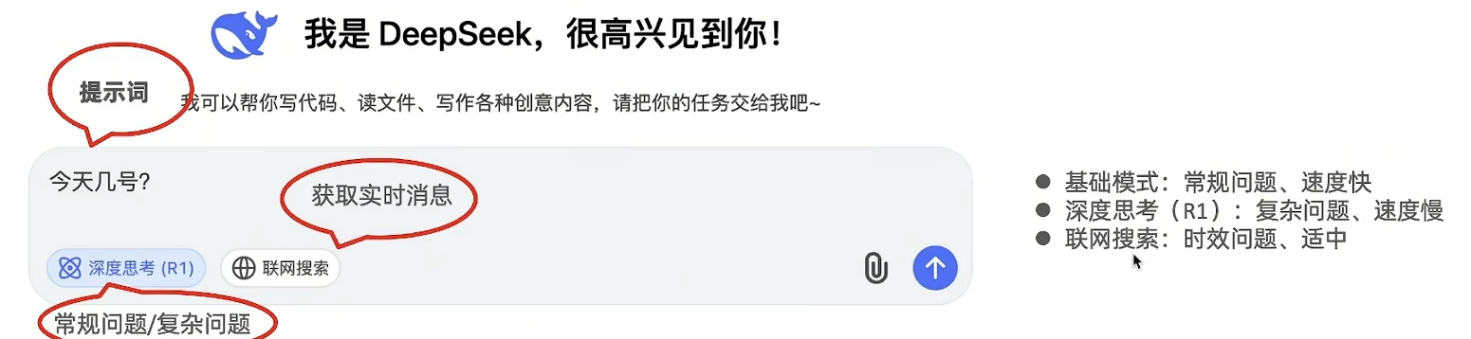 我是 DeepSeek，很高兴见到你！
提示词
我可以帮你写代码、读文件、写作各种创意内容，请把你的任务交给我吧~
今天几号？
获取实时消息
深度思考 (R1)
联网搜索
常规问题/复杂问题
● 基础模式：常规问题、速度快
● 深度思考（R1）：复杂问题、速度慢
● 联网搜索：时效问题、适中